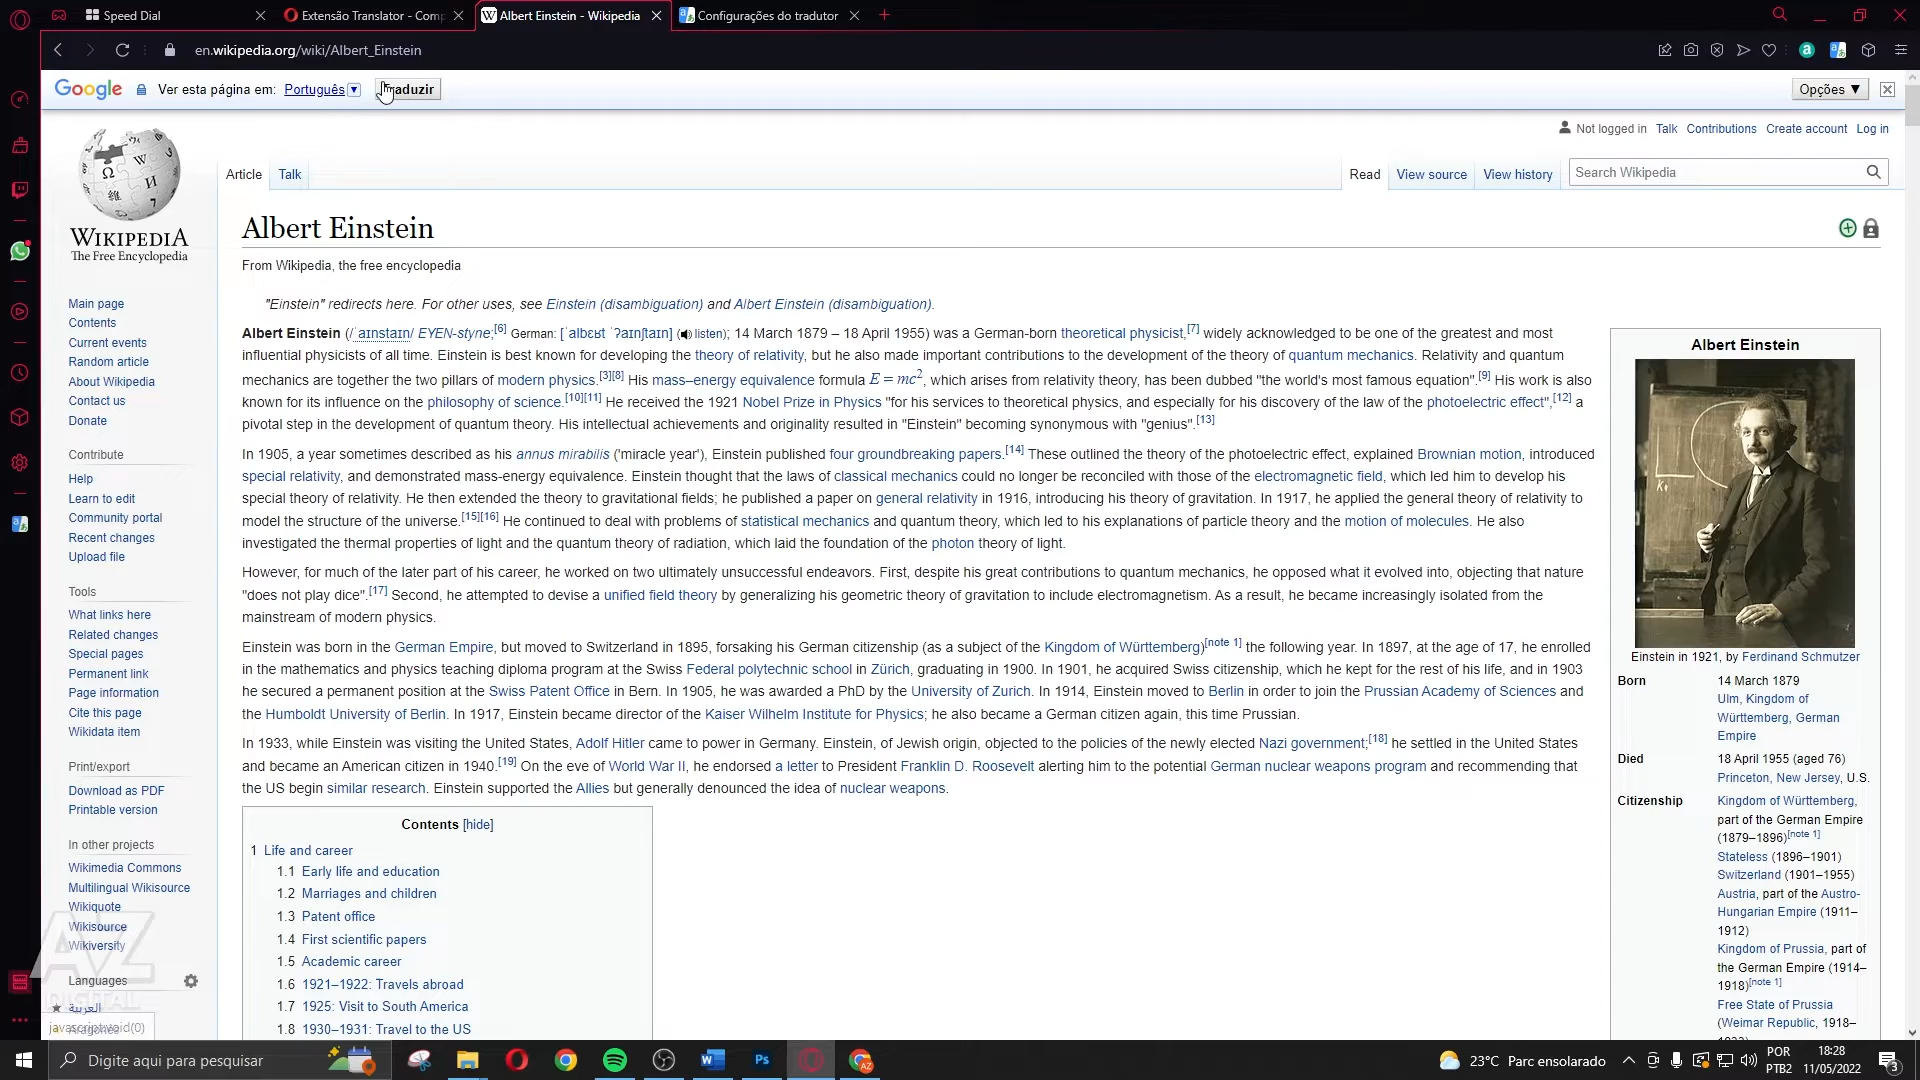 Speed Dial
Extensão Translator - Comp
Albert Einstein - Wikipedia
Configurações do tradutor
en.wikipedia.org/wiki/Albert_Einstein
Google Ver esta página em: Português aduzir
Opções ▼
Not logged in Talk Contributions Create account Log in
Article Talk
Read View source View history Search Wikipedia
WIKIPEDIA
The Free Encyclopedia
Main page
Contents
Current events
Random article
About Wikipedia
Contact us
Donate
Contribute
Help
Learn to edit
Community portal
Recent changes
Upload file
Tools
What links here
Related changes
Special pages
Permanent link
Page information
Cite this page
Wikidata item
Print/export
Download as PDF
Printable version
In other projects
Wikimedia Commons
Multilingual Wikisource
Wikiquote
Wikisource
Wikiversity
Languages
العربية
javascript:void(0)
AZ
DIGITAL
Albert Einstein
From Wikipedia, the free encyclopedia
"Einstein" redirects here. For other uses, see Einstein (disambiguation) and Albert Einstein (disambiguation).
Albert Einstein (/ˈaɪnstaɪn/ EYEN-styne;[6] German: [ˈalbɛʁt ˈʔaɪnʃtaɪn] (listen); 14 March 1879 – 18 April 1955) was a German-born theoretical physicist,[7] widely acknowledged to be one of the greatest and most
influential physicists of all time. Einstein is best known for developing the theory of relativity, but he also made important contributions to the development of the theory of quantum mechanics. Relativity and quantum
mechanics are together the two pillars of modern physics.[3][8] His mass–energy equivalence formula E = mc², which arises from relativity theory, has been dubbed "the world's most famous equation".[9] His work is also
known for its influence on the philosophy of science.[10][11] He received the 1921 Nobel Prize in Physics "for his services to theoretical physics, and especially for his discovery of the law of the photoelectric effect",[12] a
pivotal step in the development of quantum theory. His intellectual achievements and originality resulted in "Einstein" becoming synonymous with "genius".[13]
In 1905, a year sometimes described as his annus mirabilis ('miracle year'), Einstein published four groundbreaking papers.[14] These outlined the theory of the photoelectric effect, explained Brownian motion, introduced
special relativity, and demonstrated mass-energy equivalence. Einstein thought that the laws of classical mechanics could no longer be reconciled with those of the electromagnetic field, which led him to develop his
special theory of relativity. He then extended the theory to gravitational fields; he published a paper on general relativity in 1916, introducing his theory of gravitation. In 1917, he applied the general theory of relativity to
model the structure of the universe.[15][16] He continued to deal with problems of statistical mechanics and quantum theory, which led to his explanations of particle theory and the motion of molecules. He also
investigated the thermal properties of light and the quantum theory of radiation, which laid the foundation of the photon theory of light.
However, for much of the later part of his career, he worked on two ultimately unsuccessful endeavors. First, despite his great contributions to quantum mechanics, he opposed what it evolved into, objecting that nature
"does not play dice".[17] Second, he attempted to devise a unified field theory by generalizing his geometric theory of gravitation to include electromagnetism. As a result, he became increasingly isolated from the
mainstream of modern physics.
Einstein was born in the German Empire, but moved to Switzerland in 1895, forsaking his German citizenship (as a subject of the Kingdom of Württemberg)[note 1] the following year. In 1897, at the age of 17, he enrolled
in the mathematics and physics teaching diploma program at the Swiss Federal polytechnic school in Zürich, graduating in 1900. In 1901, he acquired Swiss citizenship, which he kept for the rest of his life, and in 1903
he secured a permanent position at the Swiss Patent Office in Bern. In 1905, he was awarded a PhD by the University of Zurich. In 1914, Einstein moved to Berlin in order to join the Prussian Academy of Sciences and
the Humboldt University of Berlin. In 1917, Einstein became director of the Kaiser Wilhelm Institute for Physics; he also became a German citizen again, this time Prussian.
In 1933, while Einstein was visiting the United States, Adolf Hitler came to power in Germany. Einstein, of Jewish origin, objected to the policies of the newly elected Nazi government;[18] he settled in the United States
and became an American citizen in 1940.[19] On the eve of World War II, he endorsed a letter to President Franklin D. Roosevelt alerting him to the potential German nuclear weapons program and recommending that
the US begin similar research. Einstein supported the Allies but generally denounced the idea of nuclear weapons.
Contents [hide]
1 Life and career
1.1 Early life and education
1.2 Marriages and children
1.3 Patent office
1.4 First scientific papers
1.5 Academic career
1.6 1921–1922: Travels abroad
1.7 1925: Visit to South America
1.8 1930–1931: Travel to the US
Albert Einstein
Einstein in 1921, by Ferdinand Schmutzer
Born 14 March 1879
Ulm, Kingdom of
Württemberg, German
Empire
Died 18 April 1955 (aged 76)
Princeton, New Jersey, U.S.
Citizenship Kingdom of Württemberg,
part of the German Empire
(1879–1896)[note 1]
Stateless (1896–1901)
Switzerland (1901–1955)
Austria, part of the Austro-
Hungarian Empire (1911–
1912)
Kingdom of Prussia, part of
the German Empire (1914–
1918)[note 1]
Free State of Prussia
(Weimar Republic, 1918–
Digite aqui para pesquisar
23°C Parc ensolarado
POR
PTB2
18:28
11/05/2022
3